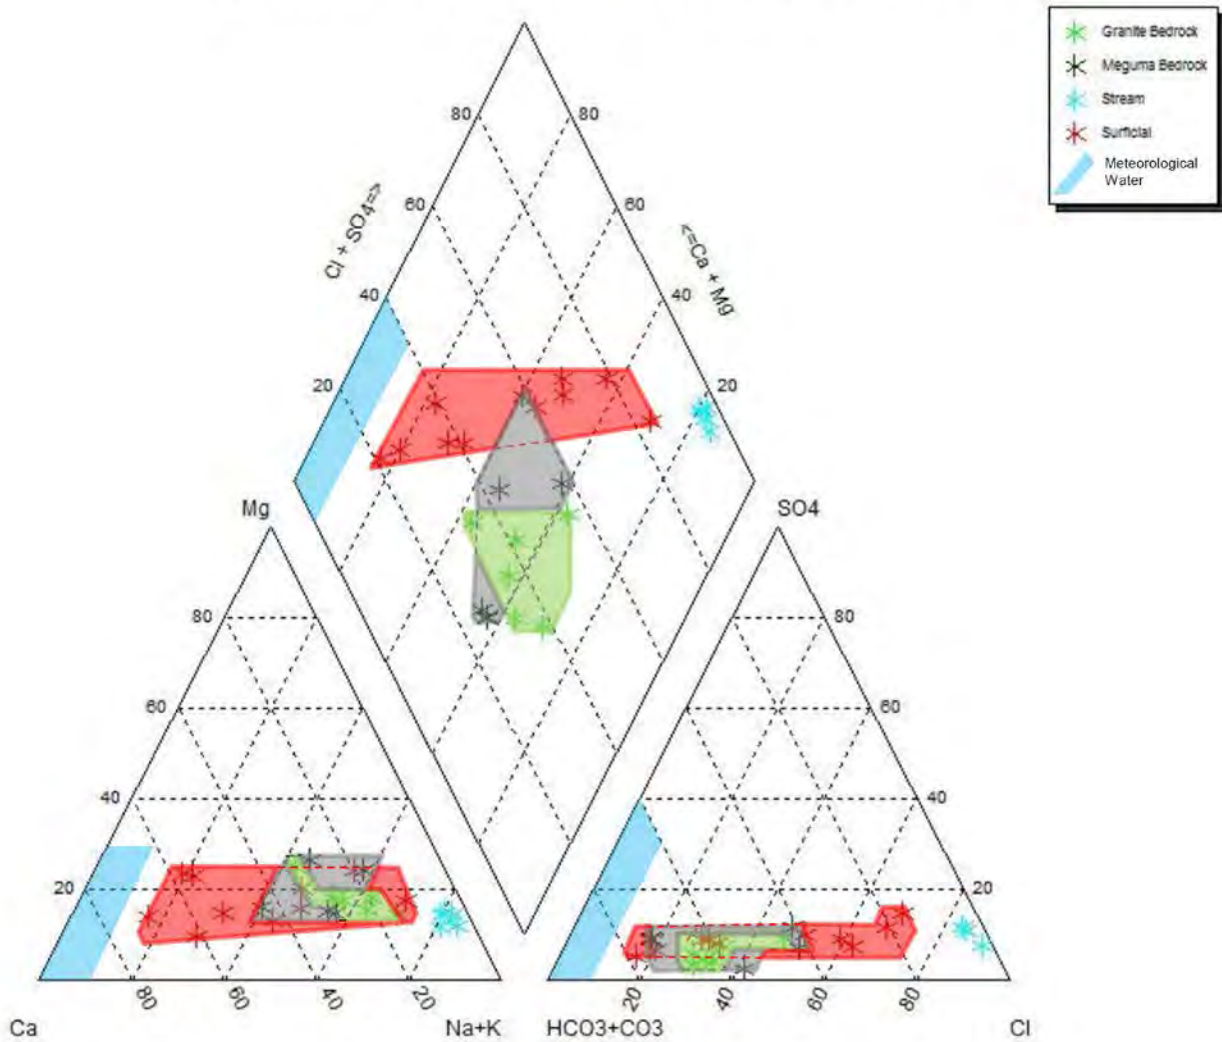 Granite Bedrock
Meguma Bedrock
Stream
Surficial
Meteorological
Water
80
80
60
60
Cl + SO4=>
<=Ca + Mg
40
40
20
20
Mg
SO4
80
80
60
60
40
40
20
20
80
60
40
20
20
40
60
80
Ca
Na+K
HCO3+CO3
Cl